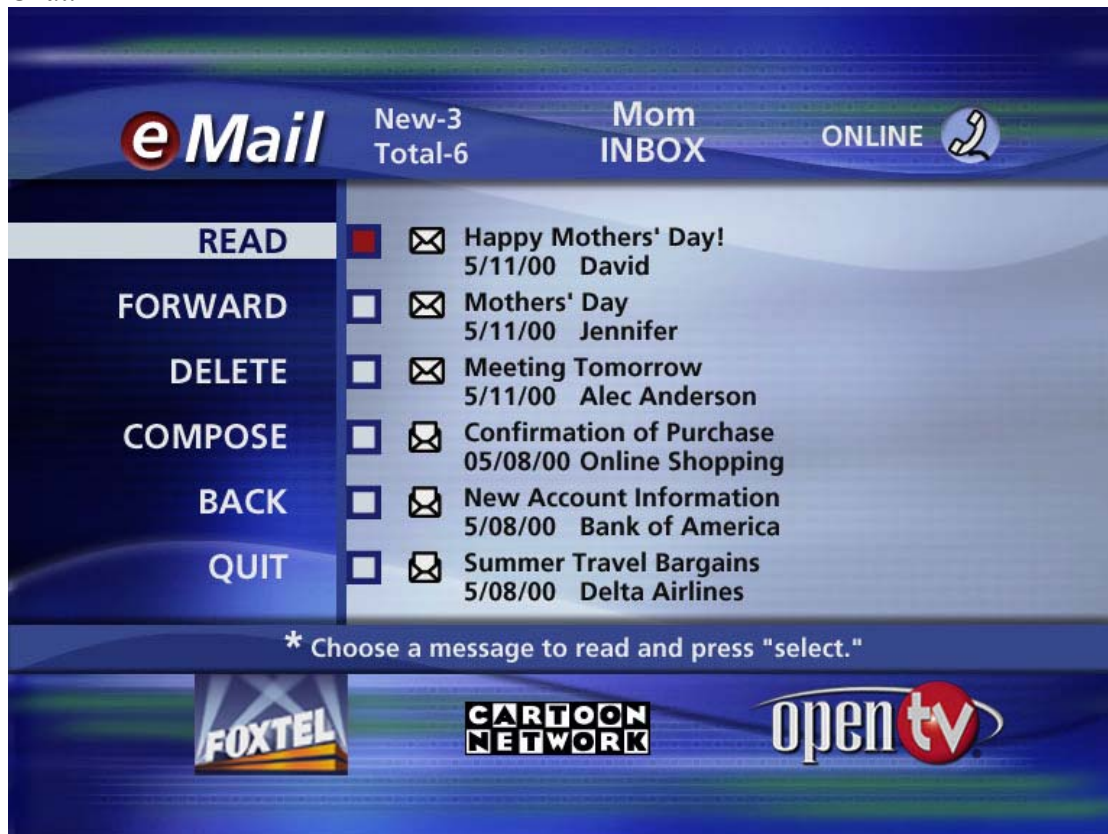 eMail
New-3
Total-6
Mom
INBOX
ONLINE
READ
FORWARD
DELETE
COMPOSE
BACK
QUIT
Happy Mothers' Day!
5/11/00 David
Mothers' Day
5/11/00 Jennifer
Meeting Tomorrow
5/11/00 Alec Anderson
Confirmation of Purchase
05/08/00 Online Shopping
New Account Information
5/08/00 Bank of America
Summer Travel Bargains
5/08/00 Delta Airlines
* Choose a message to read and press "select."
FOXTEL
CARTOON
NETWORK
opentv